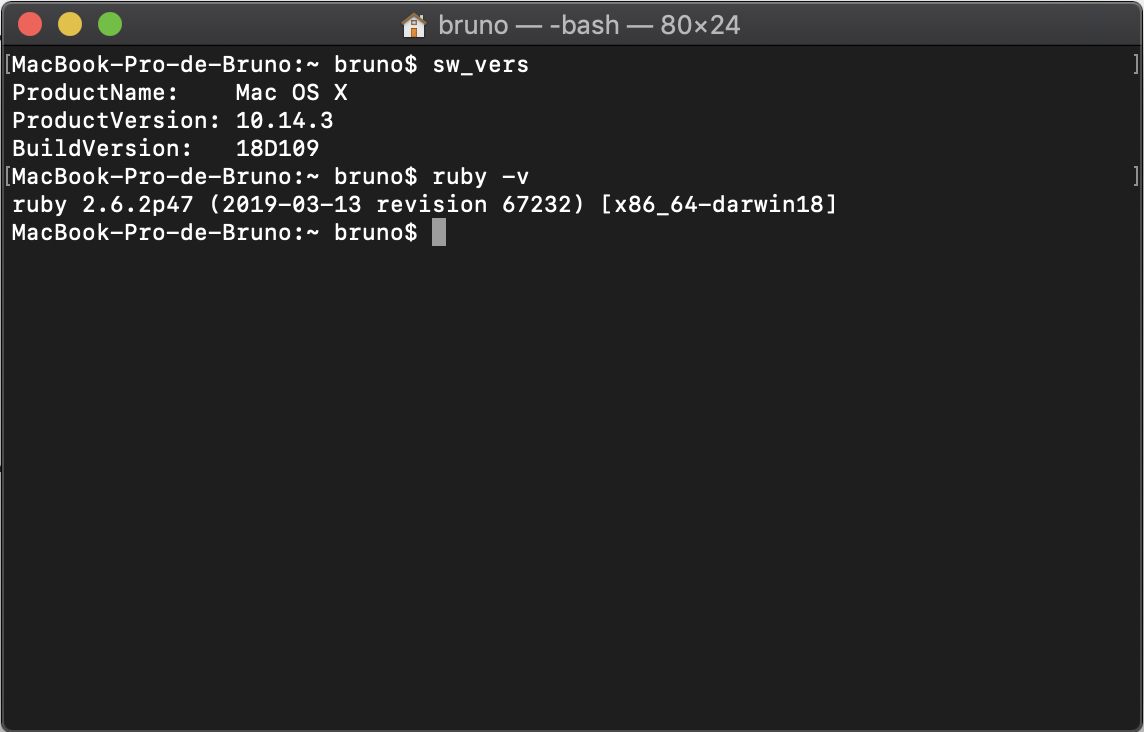 bruno — -bash — 80×24
[MacBook-Pro-de-Bruno:~ bruno$ sw_vers ]
ProductName:    Mac OS X
ProductVersion: 10.14.3
BuildVersion:   18D109
[MacBook-Pro-de-Bruno:~ bruno$ ruby -v ]
ruby 2.6.2p47 (2019-03-13 revision 67232) [x86_64-darwin18]
MacBook-Pro-de-Bruno:~ bruno$